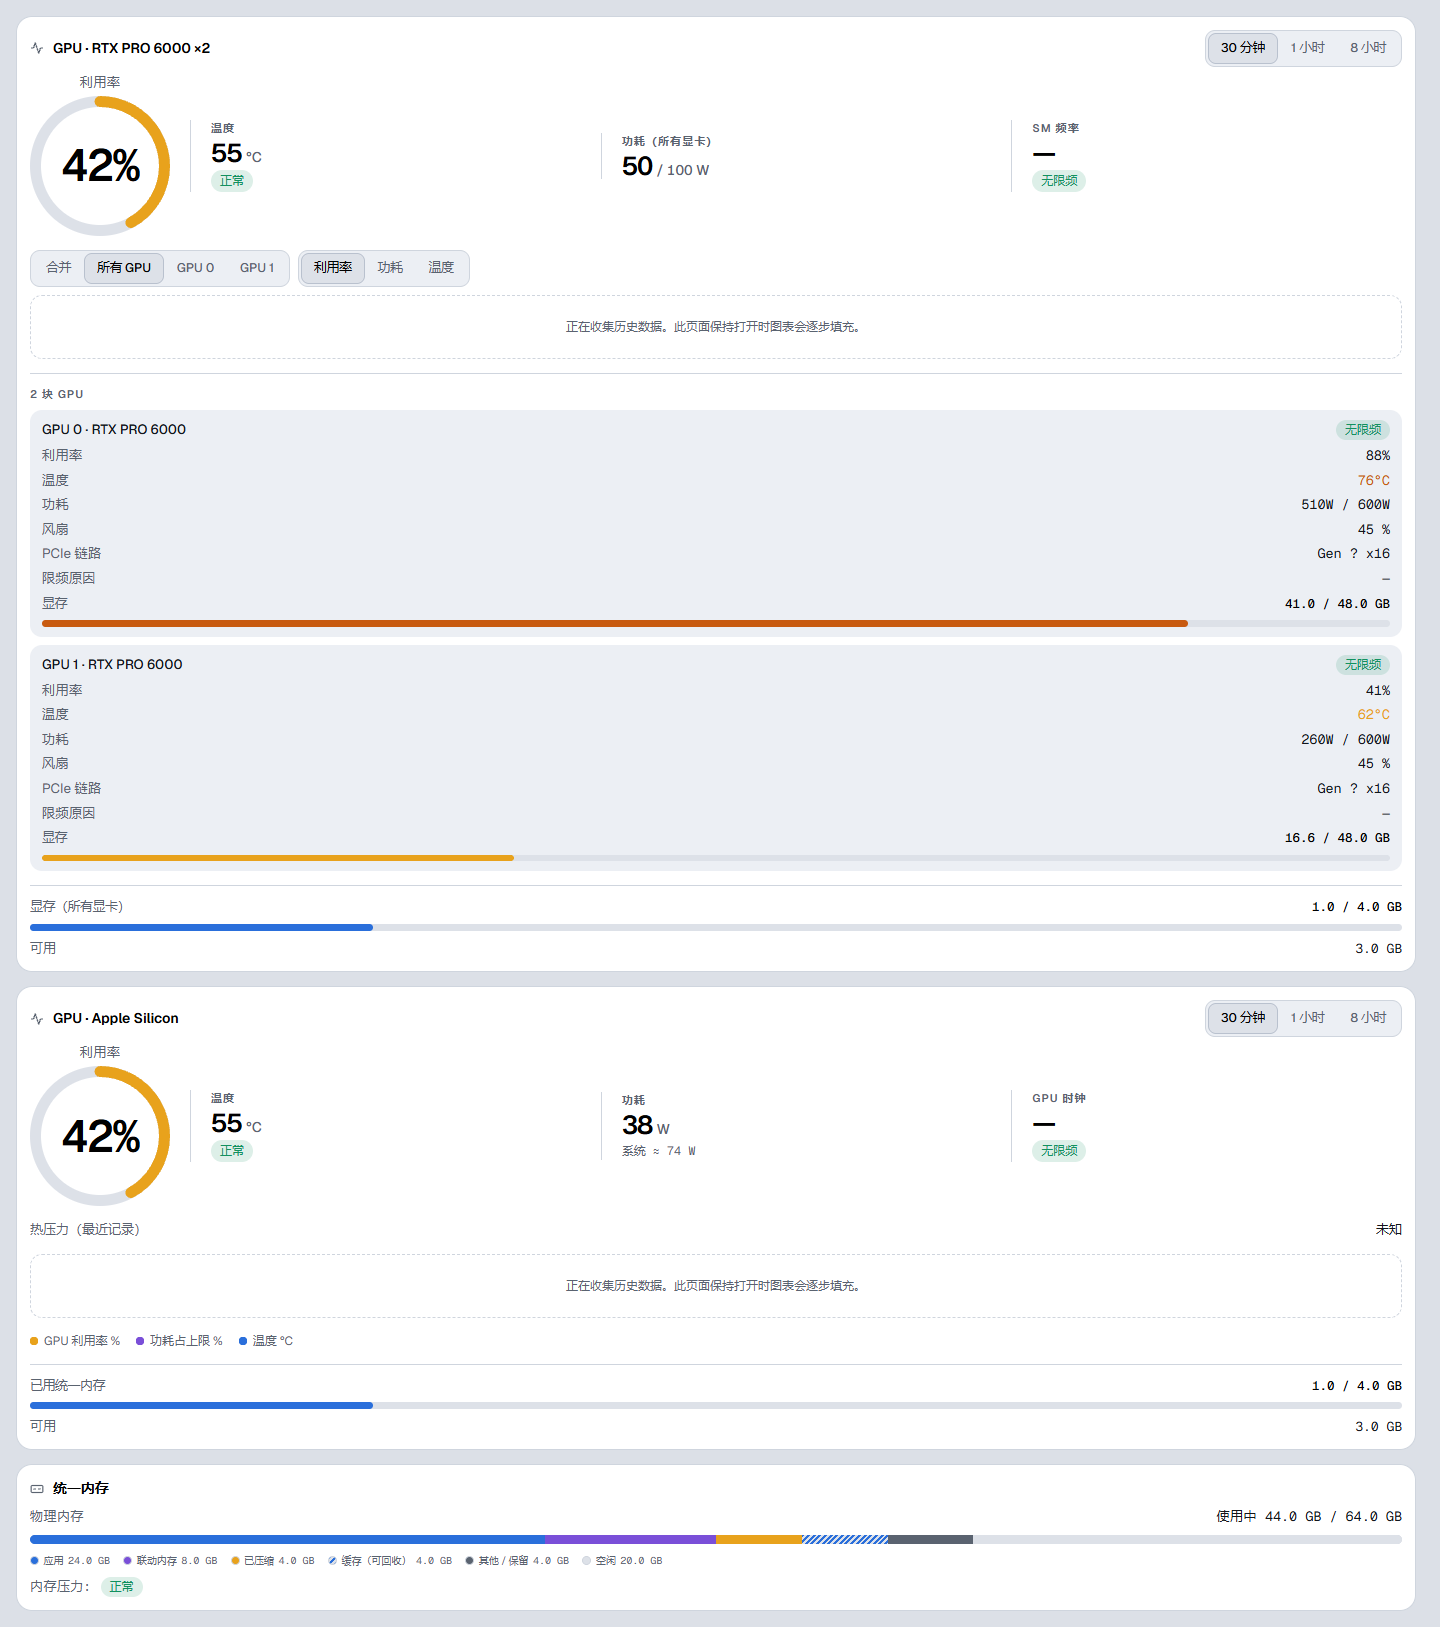 GPU · RTX PRO 6000 ×2
30 分钟 1 小时 8 小时
利用率
42%
温度
55 °C
正常
功耗（所有显卡）
50 / 100 W
SM 频率
—
无限频
合并 所有 GPU GPU 0 GPU 1 利用率 功耗 温度
正在收集历史数据。此页面保持打开时图表会逐步填充。
2 块 GPU
GPU 0 · RTX PRO 6000 无限频
利用率 88%
温度 76°C
功耗 510W / 600W
风扇 45 %
PCIe 链路 Gen ? x16
限频原因 —
显存 41.0 / 48.0 GB
GPU 1 · RTX PRO 6000 无限频
利用率 41%
温度 62°C
功耗 260W / 600W
风扇 45 %
PCIe 链路 Gen ? x16
限频原因 —
显存 16.6 / 48.0 GB
显存（所有显卡） 1.0 / 4.0 GB
可用 3.0 GB
GPU · Apple Silicon
30 分钟 1 小时 8 小时
利用率
42%
温度
55 °C
正常
功耗
38 W
系统 ≈ 74 W
GPU 时钟
—
无限频
热压力（最近记录） 未知
正在收集历史数据。此页面保持打开时图表会逐步填充。
GPU 利用率 % 功耗占上限 % 温度 °C
已用统一内存 1.0 / 4.0 GB
可用 3.0 GB
统一内存
物理内存 使用中 44.0 GB / 64.0 GB
应用 24.0 GB 联动内存 8.0 GB 已压缩 4.0 GB 缓存（可回收） 4.0 GB 其他 / 保留 4.0 GB 空闲 20.0 GB
内存压力： 正常